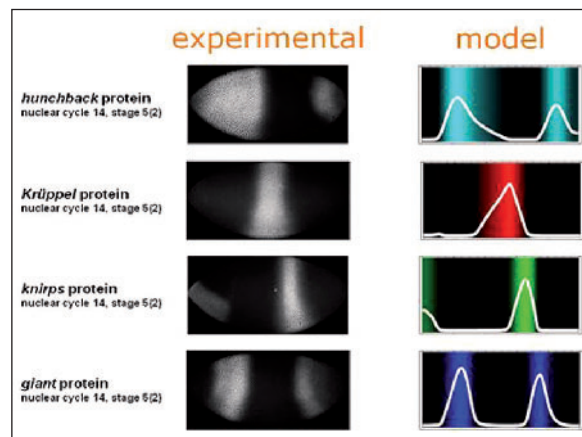 experimental model
hunchback protein
nuclear cycle 14, stage 5(2)
Krüppel protein
nuclear cycle 14, stage 5(2)
knirps protein
nuclear cycle 14, stage 5(2)
giant protein
nuclear cycle 14, stage 5(2)